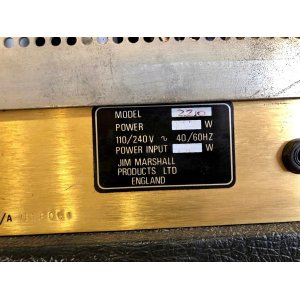 MODEL
POWER W
110/240V ~ 40/60HZ
POWER INPUT W
JIM MARSHALL
PRODUCTS LTD
ENGLAND
/A